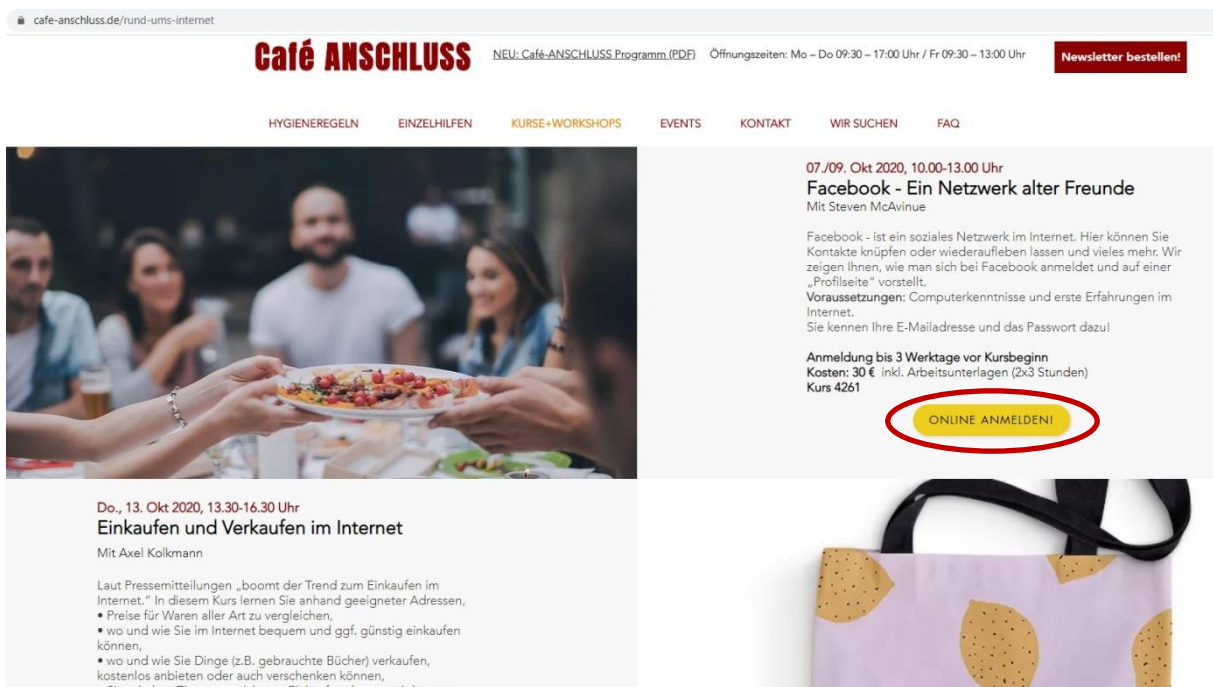 cafe-anschluss.de/rund-ums-internet
Café ANSCHLUSS
NEU: Café-ANSCHLUSS Programm (PDF)
Öffnungszeiten: Mo – Do 09:30 – 17:00 Uhr / Fr 09:30 – 13:00 Uhr
Newsletter bestellen!
HYGIENEREGELN
EINZELHILFEN
KURSE+WORKSHOPS
EVENTS
KONTAKT
WIR SUCHEN
FAQ
07./09. Okt 2020, 10.00-13.00 Uhr
Facebook - Ein Netzwerk alter Freunde
Mit Steven McAvinue
Facebook - ist ein soziales Netzwerk im Internet. Hier können Sie
Kontakte knüpfen oder wiederaufleben lassen und vieles mehr. Wir
zeigen Ihnen, wie man sich bei Facebook anmeldet und auf einer
„Profilseite" vorstellt.
Voraussetzungen: Computerkenntnisse und erste Erfahrungen im
Internet.
Sie kennen Ihre E-Mailadresse und das Passwort dazu!
Anmeldung bis 3 Werktage vor Kursbeginn
Kosten: 30 € inkl. Arbeitsunterlagen (2x3 Stunden)
Kurs 4261
ONLINE ANMELDEN!
Do., 13. Okt 2020, 13.30-16.30 Uhr
Einkaufen und Verkaufen im Internet
Mit Axel Kolkmann
Laut Pressemitteilungen „boomt der Trend zum Einkaufen im
Internet." In diesem Kurs lernen Sie anhand geeigneter Adressen,
• Preise für Waren aller Art zu vergleichen,
• wo und wie Sie im Internet bequem und ggf. günstig einkaufen
können,
• wo und wie Sie Dinge (z.B. gebrauchte Bücher) verkaufen,
kostenlos anbieten oder auch verschenken können,